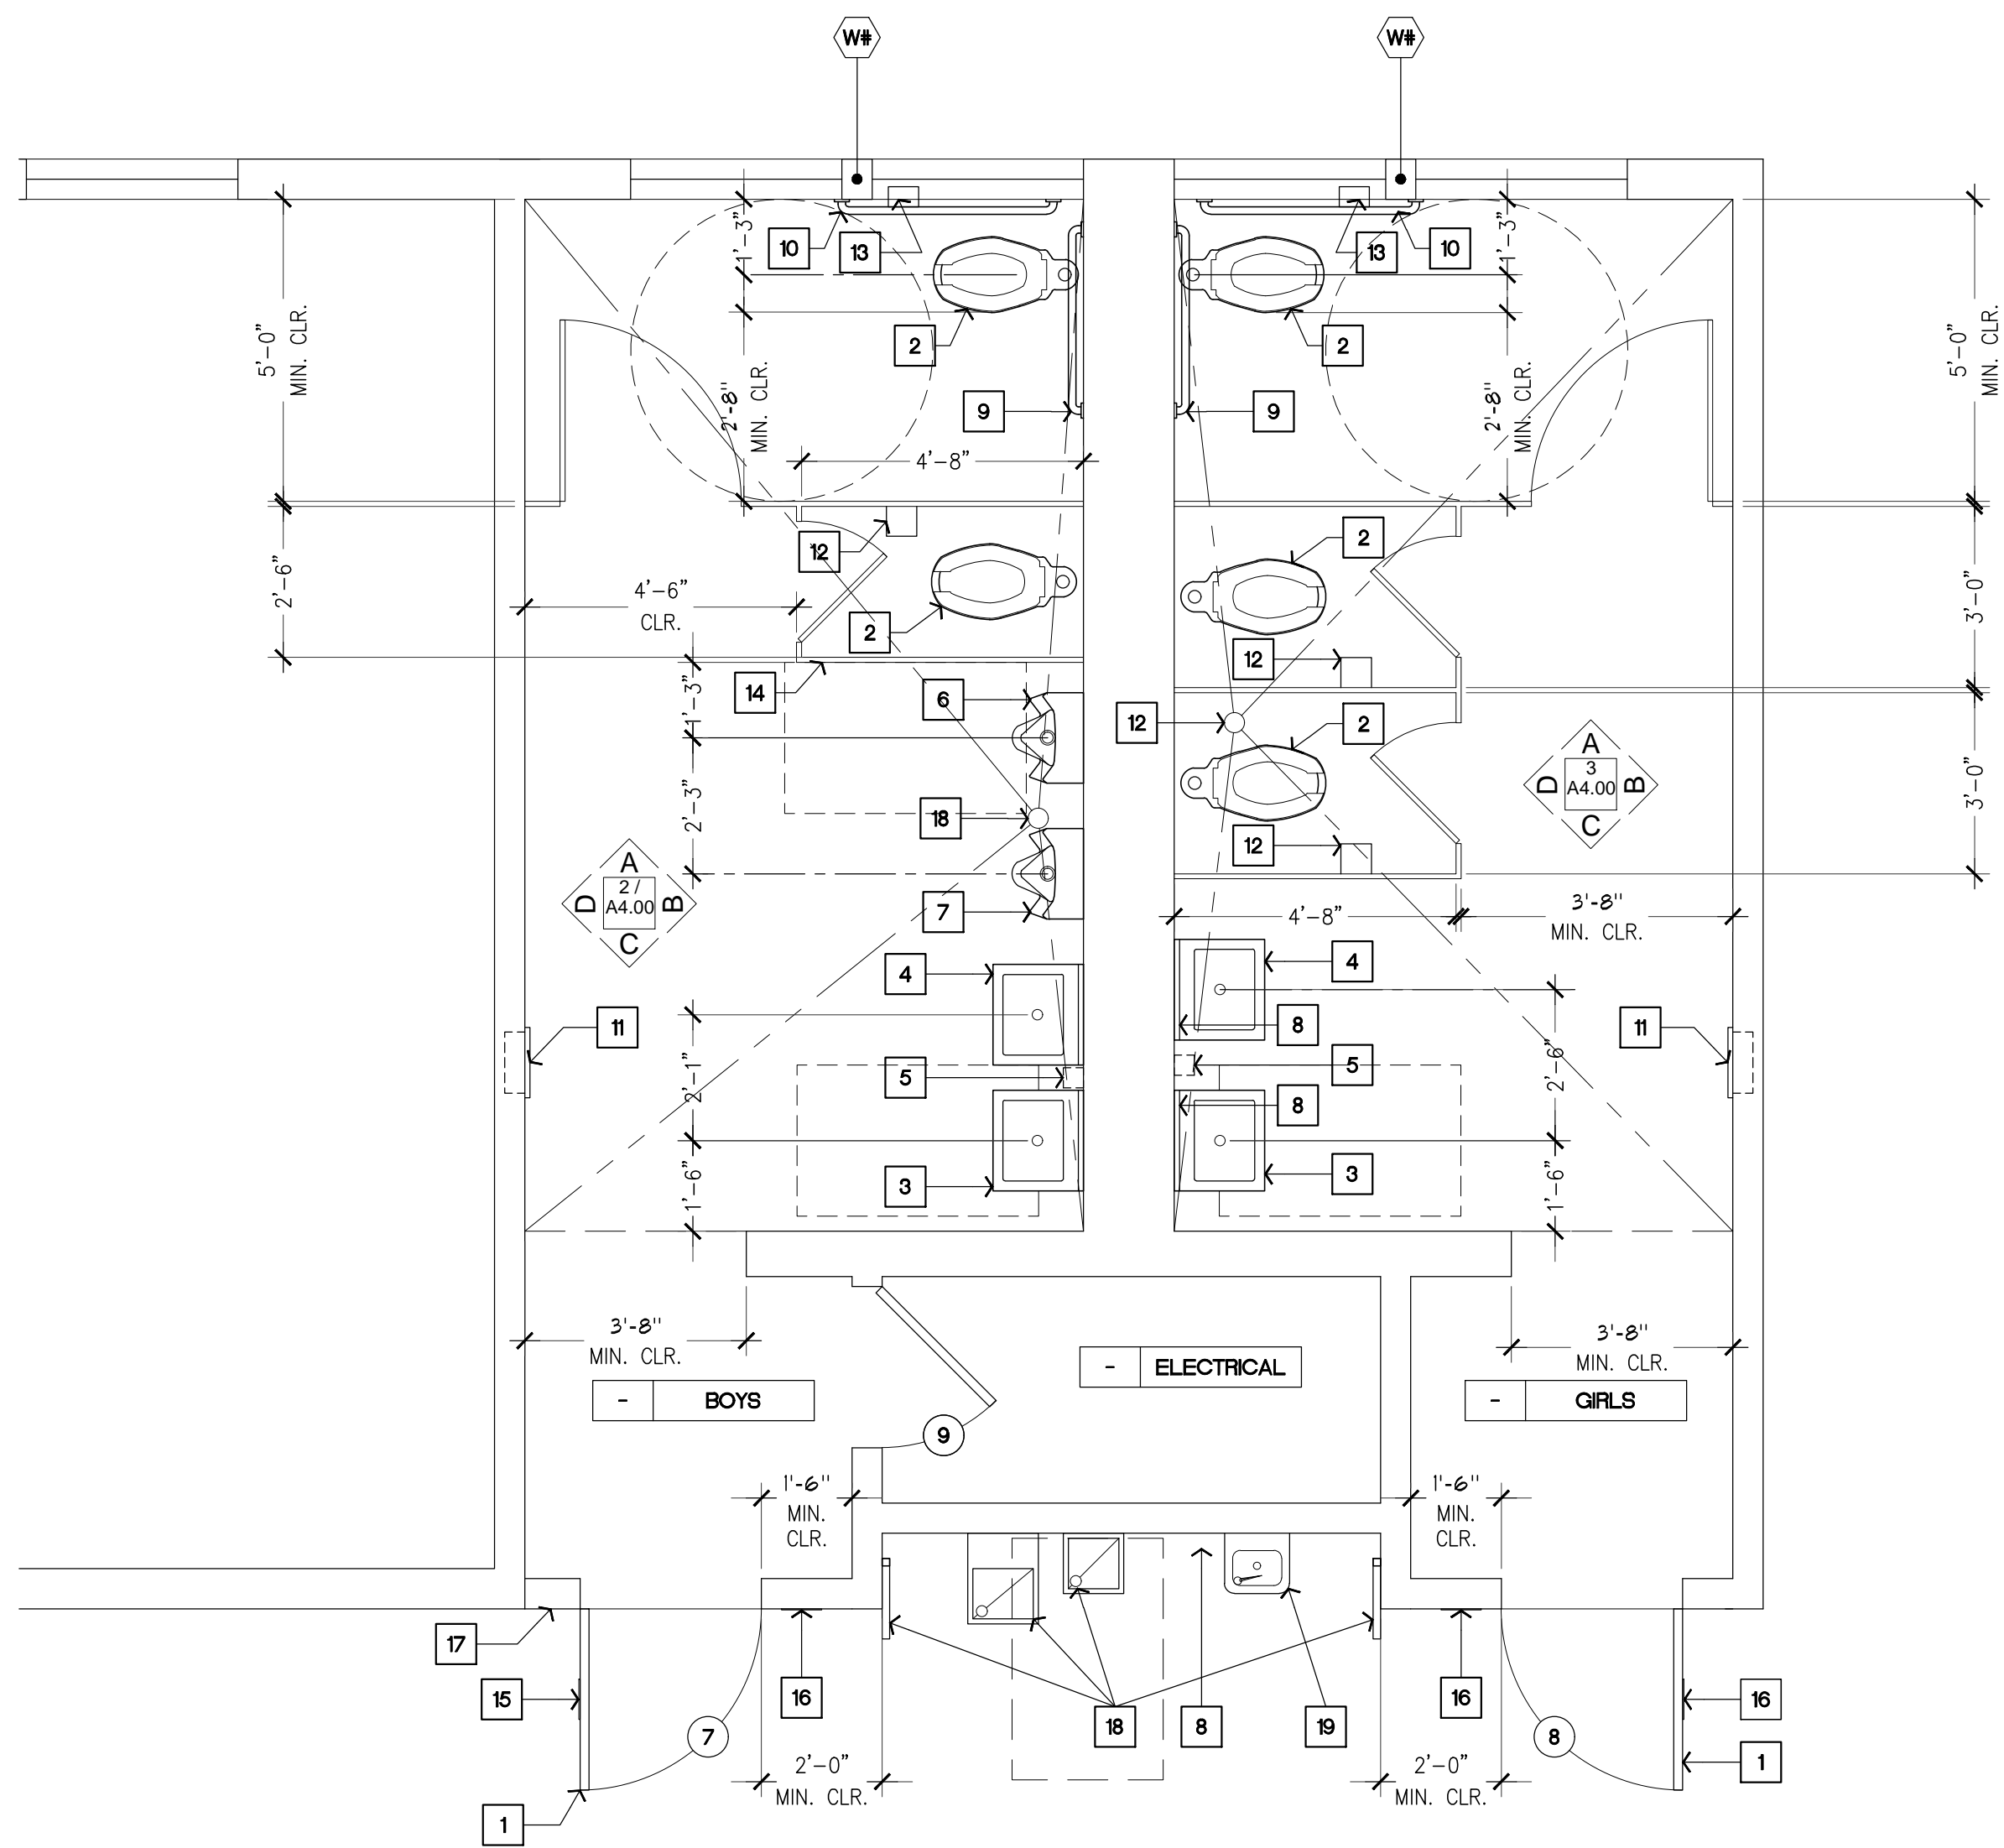 W#
W#
1'-3"
10
13
13
10
1'-3"
5'-0"
MIN. CLR.
2
2
5'-0"
MIN. CLR.
2'-8"
MIN. CLR.
9
9
2'-8"
MIN. CLR.
4'-8"
12
2
2'-6"
4'-6"
CLR.
2
12
3'-0"
14
1'-3"
6
12
2
A
3
A4.00
D
B
C
2'-3"
18
12
3'-0"
A
2 /
A4.00
D
B
C
7
4'-8"
3'-8"
MIN. CLR.
4
4
11
8
11
2'-1"
5
5
2'-6"
8
1'-6"
3
3
1'-6"
3'-8"
MIN. CLR.
3'-8"
MIN. CLR.
- ELECTRICAL
- BOYS
- GIRLS
9
1'-6"
MIN.
CLR.
1'-6"
MIN.
CLR.
17
15
16
16
16
7
18
8
19
8
1
2'-0"
MIN. CLR.
2'-0"
MIN. CLR.
1